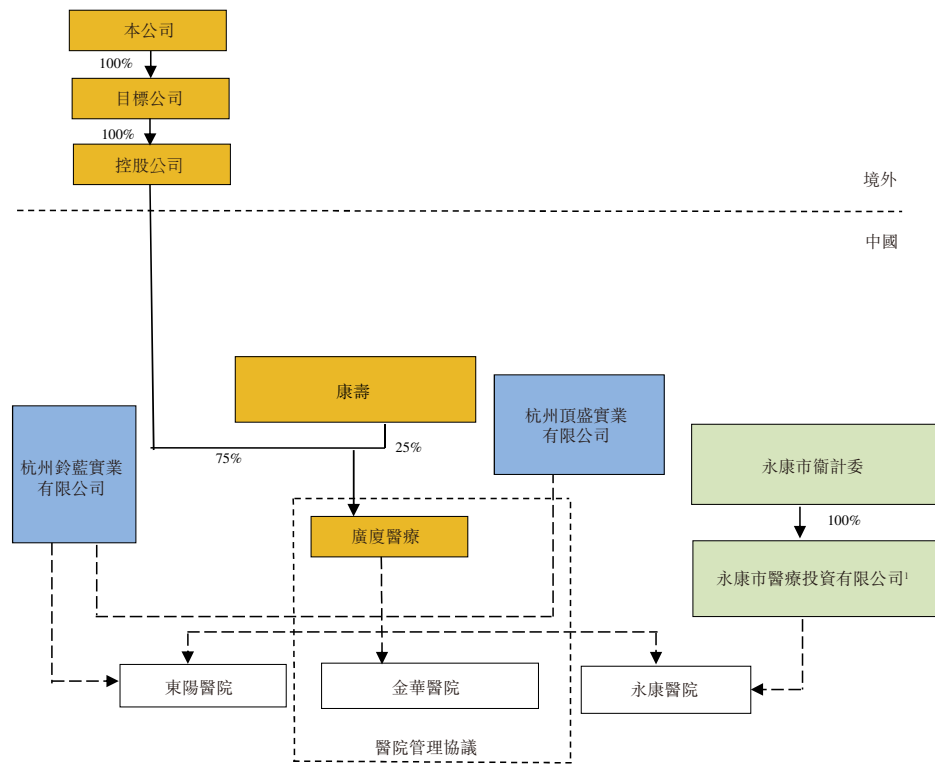 本公司
100%
目標公司
100%
控股公司
境外
中國
康壽
杭州頂盛實業
有限公司
杭州鈴藍實業
有限公司
75%
25%
永康市衞計委
100%
廣廈醫療
永康市醫療投資有限公司¹
東陽醫院
金華醫院
永康醫院
醫院管理協議